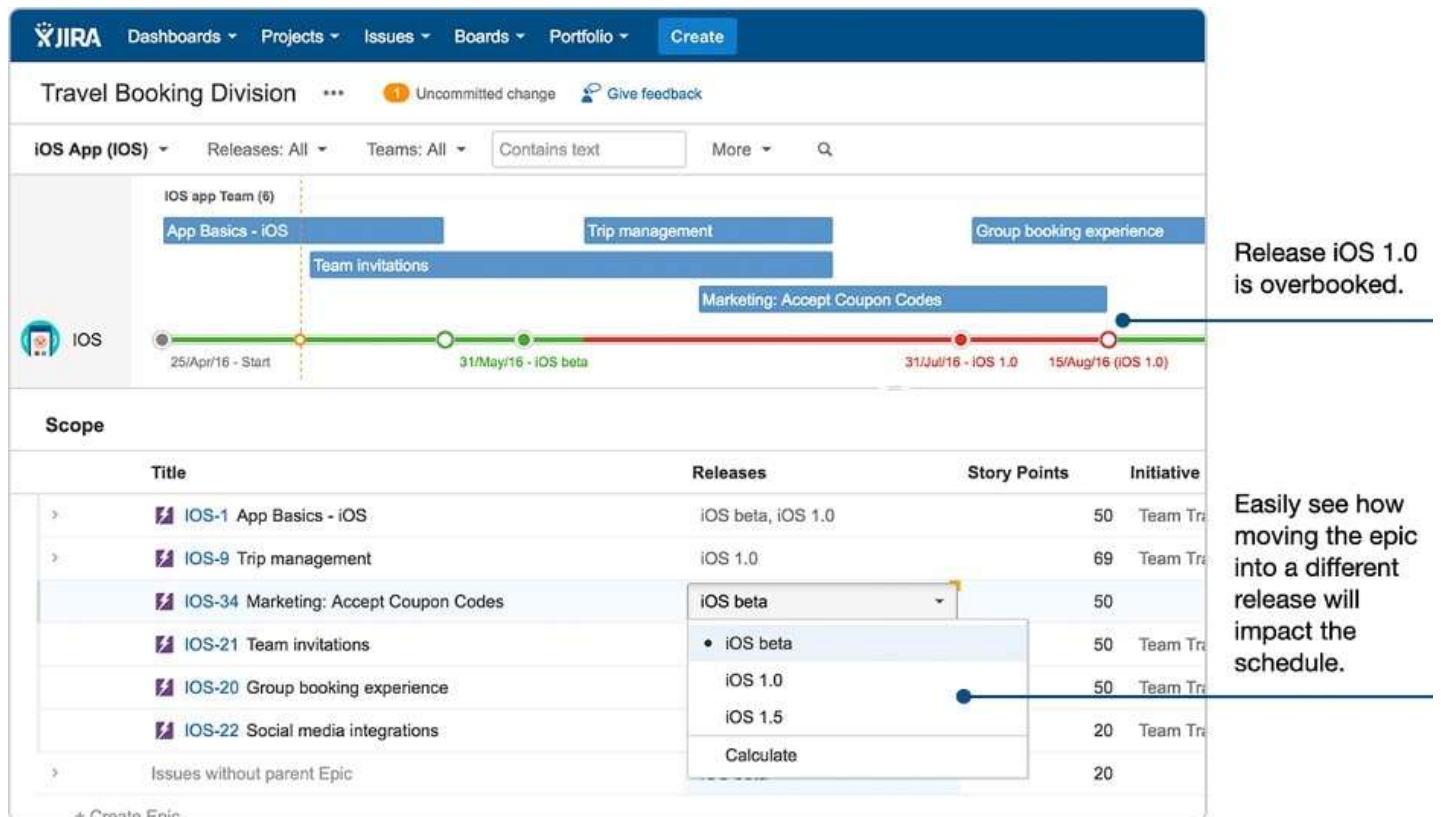 JIRA Dashboards Projects Issues Boards Portfolio Create
Travel Booking Division ••• 1 Uncommitted change Give feedback
iOS App (IOS) Releases: All Teams: All Contains text More
IOS app Team (6)
App Basics - iOS Trip management Group booking experience
Team invitations
Marketing: Accept Coupon Codes
IOS
25/Apr/16 - Start 31/May/16 - iOS beta 31/Jul/16 - iOS 1.0 15/Aug/16 (iOS 1.0)
Release iOS 1.0
is overbooked.
Scope
Title Releases Story Points Initiative
IOS-1 App Basics - iOS iOS beta, iOS 1.0 50 Team
IOS-9 Trip management iOS 1.0 69 Team
IOS-34 Marketing: Accept Coupon Codes iOS beta 50
IOS-21 Team invitations 50 Team
IOS-20 Group booking experience 50 Team
IOS-22 Social media integrations 20 Team
Issues without parent Epic 20
+ Create Epic
• iOS beta
iOS 1.0
iOS 1.5
Calculate
Easily see how
moving the epic
into a different
release will
impact the
schedule.